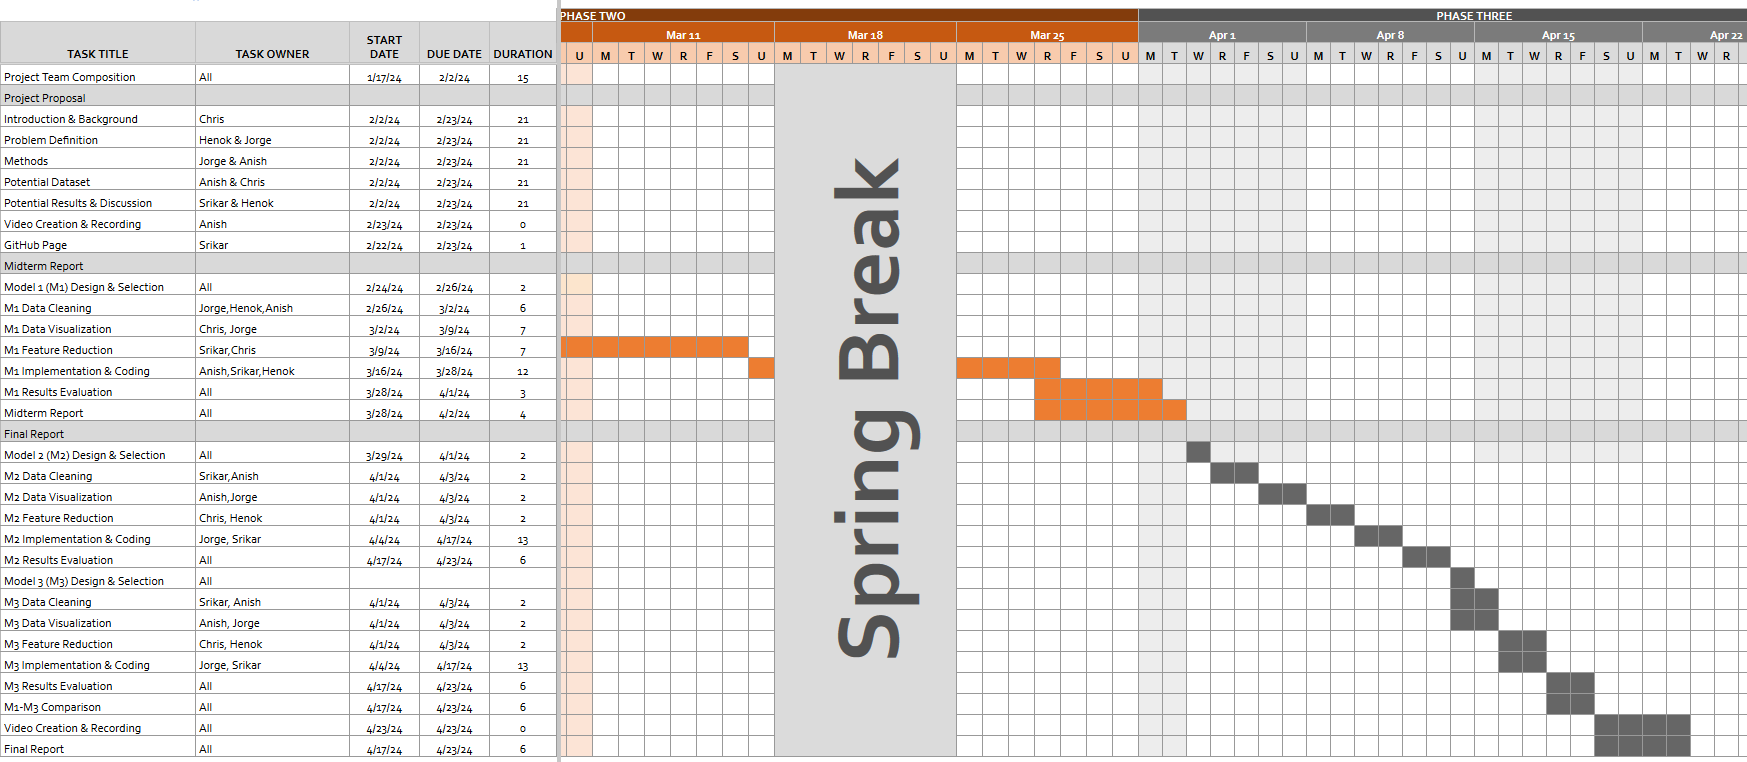 PHASE TWO PHASE THREE
Mar 11 Mar 18 Mar 25 Apr 1 Apr 8 Apr 15 Apr 22
TASK TITLE TASK OWNER START DATE DUE DATE DURATION U M T W R F S U M T W R F S U M T W R F S U M T W R F S U M T W R F S U M T W R F S U M T W R
Project Team Composition All 1/17/24 2/2/24 15
Project Proposal
Introduction & Background Chris 2/2/24 2/23/24 21
Problem Definition Henok & Jorge 2/2/24 2/23/24 21
Methods Jorge & Anish 2/2/24 2/23/24 21
Potential Dataset Anish & Chris 2/2/24 2/23/24 21
Potential Results & Discussion Srikar & Henok 2/2/24 2/23/24 21
Video Creation & Recording Anish 2/23/24 2/23/24 0
GitHub Page Srikar 2/22/24 2/23/24 1
Midterm Report
Model 1 (M1) Design & Selection All 2/24/24 2/26/24 2
M1 Data Cleaning Jorge,Henok,Anish 2/26/24 3/2/24 6
M1 Data Visualization Chris, Jorge 3/2/24 3/9/24 7
M1 Feature Reduction Srikar,Chris 3/9/24 3/16/24 7
M1 Implementation & Coding Anish,Srikar,Henok 3/16/24 3/28/24 12
M1 Results Evaluation All 3/28/24 4/1/24 3
Midterm Report All 3/28/24 4/2/24 4
Final Report
Model 2 (M2) Design & Selection All 3/29/24 4/1/24 2
M2 Data Cleaning Srikar,Anish 4/1/24 4/3/24 2
M2 Data Visualization Anish,Jorge 4/1/24 4/3/24 2
M2 Feature Reduction Chris, Henok 4/1/24 4/3/24 2
M2 Implementation & Coding Jorge, Srikar 4/4/24 4/17/24 13
M2 Results Evaluation All 4/17/24 4/23/24 6
Model 3 (M3) Design & Selection All
M3 Data Cleaning Srikar, Anish 4/1/24 4/3/24 2
M3 Data Visualization Anish, Jorge 4/1/24 4/3/24 2
M3 Feature Reduction Chris, Henok 4/1/24 4/3/24 2
M3 Implementation & Coding Jorge, Srikar 4/4/24 4/17/24 13
M3 Results Evaluation All 4/17/24 4/23/24 6
M1-M3 Comparison All 4/17/24 4/23/24 6
Video Creation & Recording All 4/23/24 4/23/24 0
Final Report All 4/17/24 4/23/24 6
Spring Break